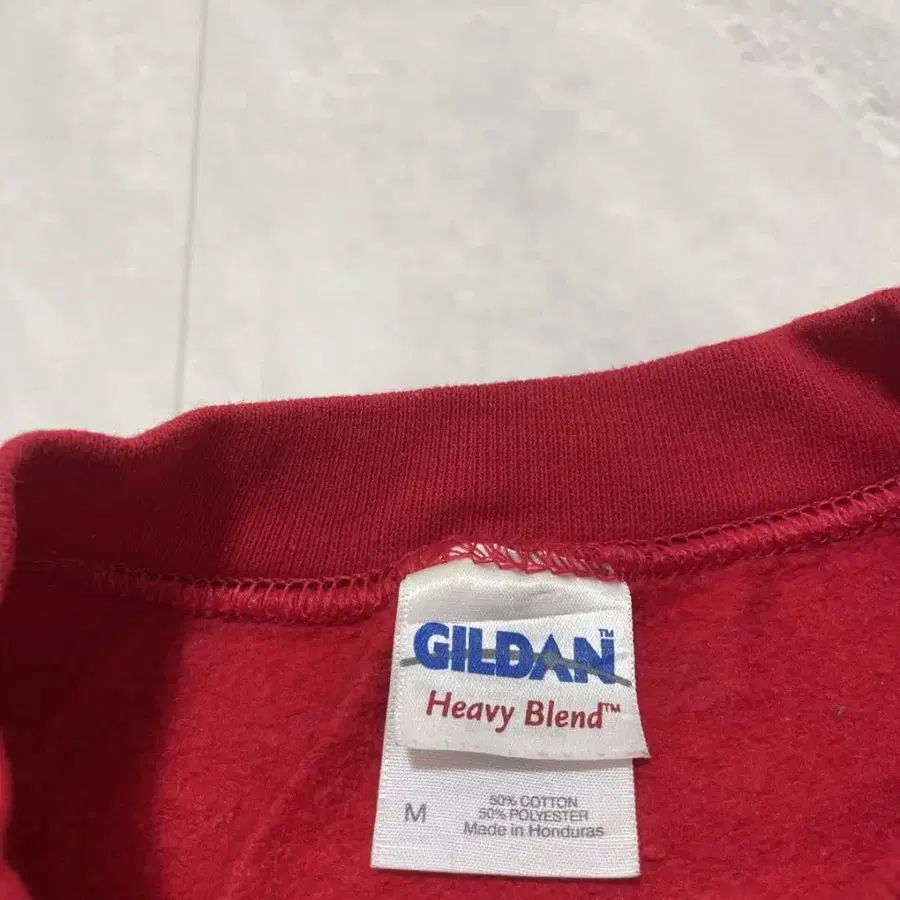 GILDAN™
Heavy Blend™
M
50% COTTON
50% POLYESTER
Made in Honduras